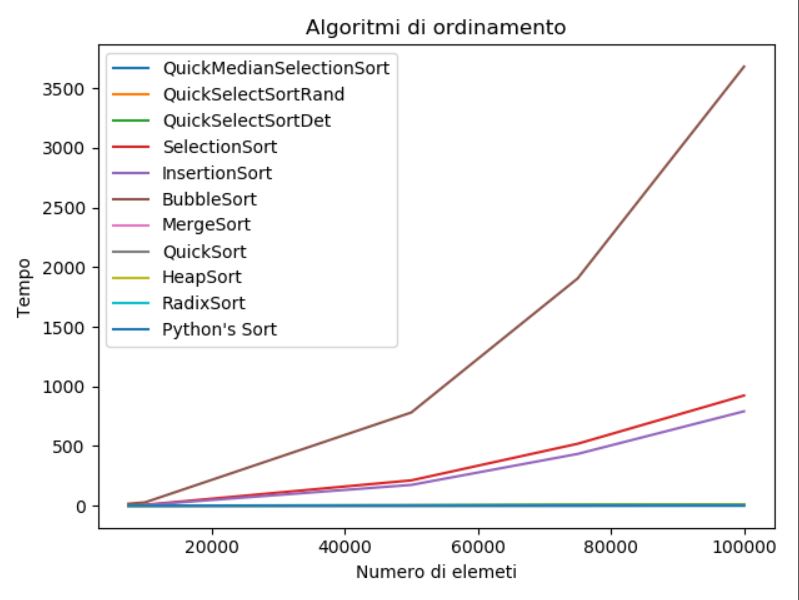 Algoritmi di ordinamento
QuickMedianSelectionSort
QuickSelectSortRand
QuickSelectSortDet
SelectionSort
InsertionSort
BubbleSort
MergeSort
QuickSort
HeapSort
RadixSort
Python's Sort
3500
3000
2500
2000
1500
1000
500
0
Tempo
20000 40000 60000 80000 100000
Numero di elemeti